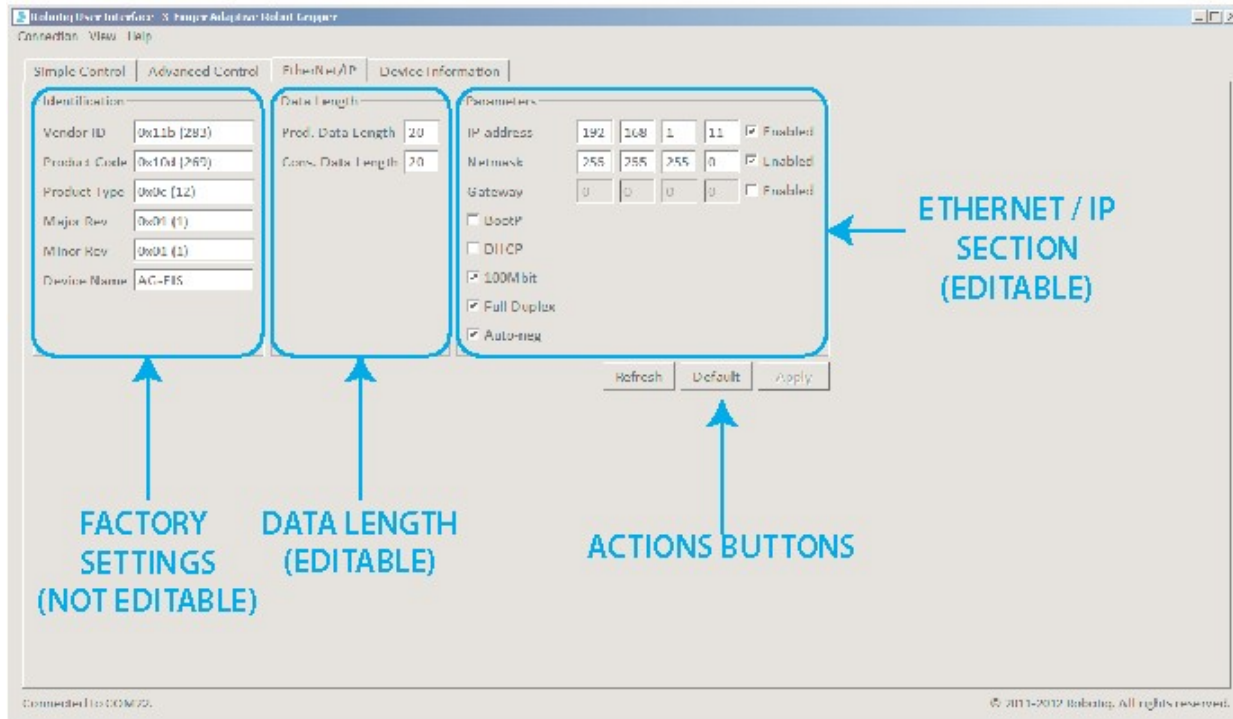 Robotiq User Interface - 3-Finger Adaptive Robot Gripper
Connection View Help
Simple Control Advanced Control EtherNet/IP Device Information
Identification
Vendor ID 0x11b (283)
Product Code 0x10d (269)
Product Type 0x0c (12)
Major Rev 0x01 (1)
Minor Rev 0x01 (1)
Device Name AG-EIS
Data Length
Prod. Data Length 20
Cons. Data Length 20
Parameters
IP address 192 168 1 11 Enabled
Netmask 255 255 255 0 Enabled
Gateway 0 0 0 0 Enabled
BootP
DHCP
100Mbit
Full Duplex
Auto-neg
Refresh Default Apply
ETHERNET / IP
SECTION
(EDITABLE)
FACTORY
SETTINGS
(NOT EDITABLE)
DATA LENGTH
(EDITABLE)
ACTIONS BUTTONS
Connected to COM22.
© 2011-2012 Robotiq. All rights reserved.